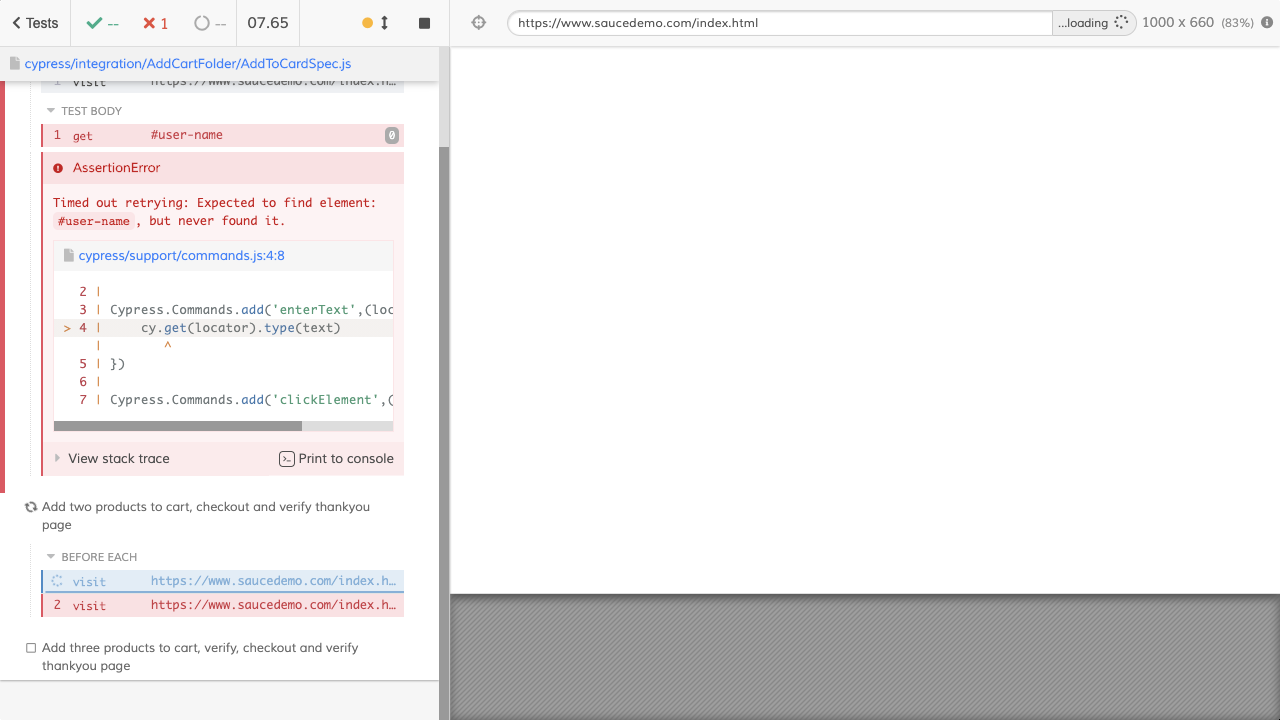 Tests -- 1 -- 07.65
https://www.saucedemo.com/index.html ...loading 1000 x 660 (83%)
cypress/integration/AddCartFolder/AddToCardSpec.js
1 visit https://www.saucedemo.com/index.h…
TEST BODY
1 get #user-name 0
AssertionError
Timed out retrying: Expected to find element:
#user-name, but never found it.
cypress/support/commands.js:4:8
2 |
3 | Cypress.Commands.add('enterText',(loc
> 4 | cy.get(locator).type(text)
| ^
5 | })
6 |
7 | Cypress.Commands.add('clickElement',(
View stack trace Print to console
Add two products to cart, checkout and verify thankyou
page
BEFORE EACH
visit https://www.saucedemo.com/index.h…
2 visit https://www.saucedemo.com/index.h…
Add three products to cart, verify, checkout and verify
thankyou page